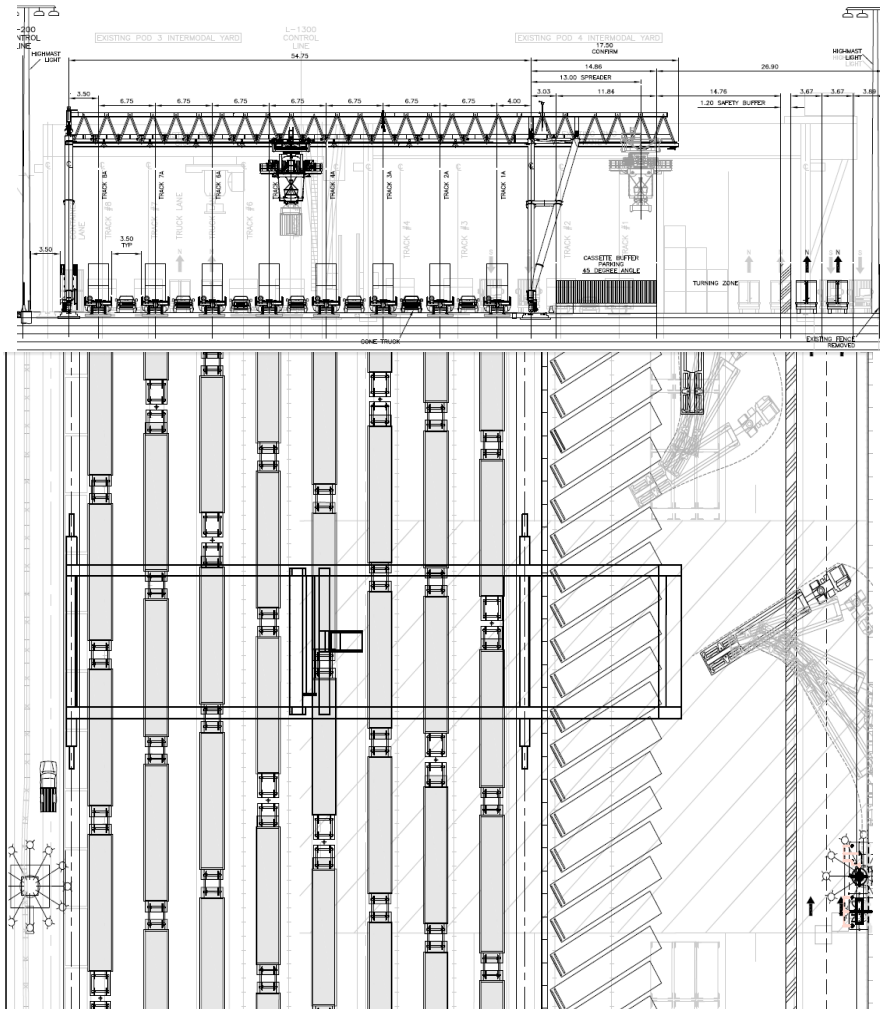 L-200
CONTROL
LINE
HIGHMAST
LIGHT
EXISTING POD 3 INTERMODAL YARD
L-1300
CONTROL
LINE
EXISTING POD 4 INTERMODAL YARD
17.50
CONFIRM
HIGHMAST
LIGHT
54.75
14.86
26.90
13.00 SPREADER
3.50
6.75
6.75
6.75
6.75
6.75
6.75
6.75
4.00
3.03
11.84
14.76
3.67
3.67
3.89
1.20 SAFETY BUFFER
TRACK 8A
TRACK 7A
TRACK 6A
TRACK
TRACK 4A
TRACK 3A
TRACK 2A
TRACK 1A
LANE
TRUCK LANE
TRACK #6
TRACK #4
TRACK #3
TRACK #2
TRACK #1
3.50
3.50
TYP
CASSETTE BUFFER
PARKING
45 DEGREE ANGLE
TURNING ZONE
N
N
CONE TRUCK
EXISTING FENCE
REMOVED